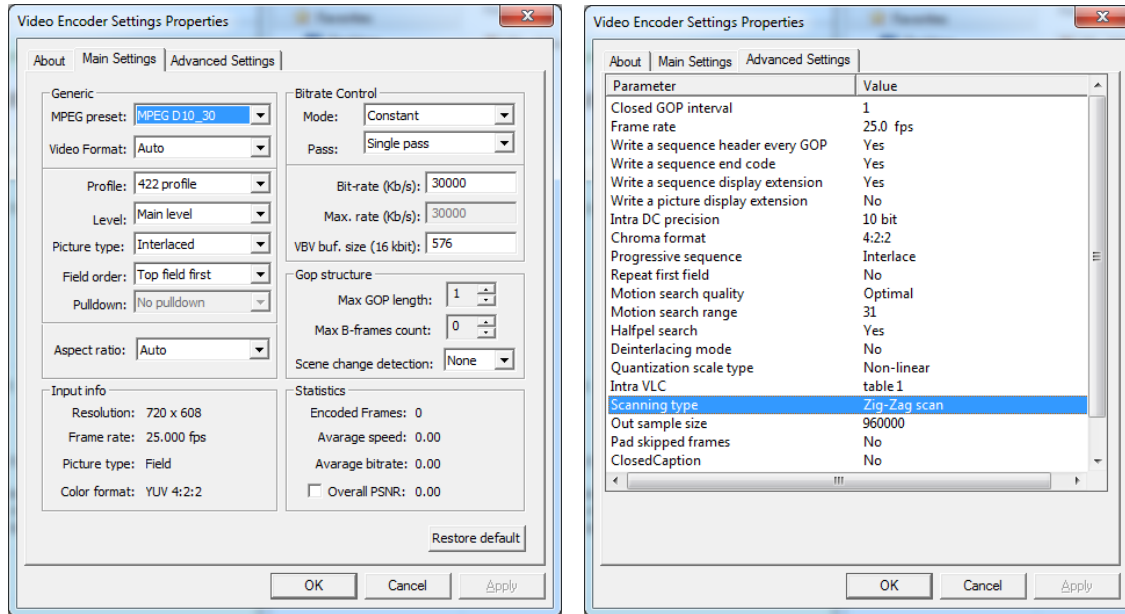 Video Encoder Settings Properties
About Main Settings Advanced Settings
Generic
MPEG preset: MPEG D10_30
Video Format: Auto
Profile: 422 profile
Level: Main level
Picture type: Interlaced
Field order: Top field first
Pulldown: No pulldown
Aspect ratio: Auto
Input info
Resolution: 720 x 608
Frame rate: 25.000 fps
Picture type: Field
Color format: YUV 4:2:2
Bitrate Control
Mode: Constant
Pass: Single pass
Bit-rate (Kb/s): 30000
Max. rate (Kb/s): 30000
VBV buf. size (16 kbit): 576
Gop structure
Max GOP length: 1
Max B-frames count: 0
Scene change detection: None
Statistics
Encoded Frames: 0
Avarage speed: 0.00
Avarage bitrate: 0.00
Overall PSNR: 0.00
Restore default
OK Cancel Apply
Video Encoder Settings Properties
About Main Settings Advanced Settings
Parameter Value
Closed GOP interval 1
Frame rate 25.0 fps
Write a sequence header every GOP Yes
Write a sequence end code Yes
Write a sequence display extension Yes
Write a picture display extension No
Intra DC precision 10 bit
Chroma format 4:2:2
Progressive sequence Interlace
Repeat first field No
Motion search quality Optimal
Motion search range 31
Halfpel search Yes
Deinterlacing mode No
Quantization scale type Non-linear
Intra VLC table 1
Scanning type Zig-Zag scan
Out sample size 960000
Pad skipped frames No
ClosedCaption No
OK Cancel Apply